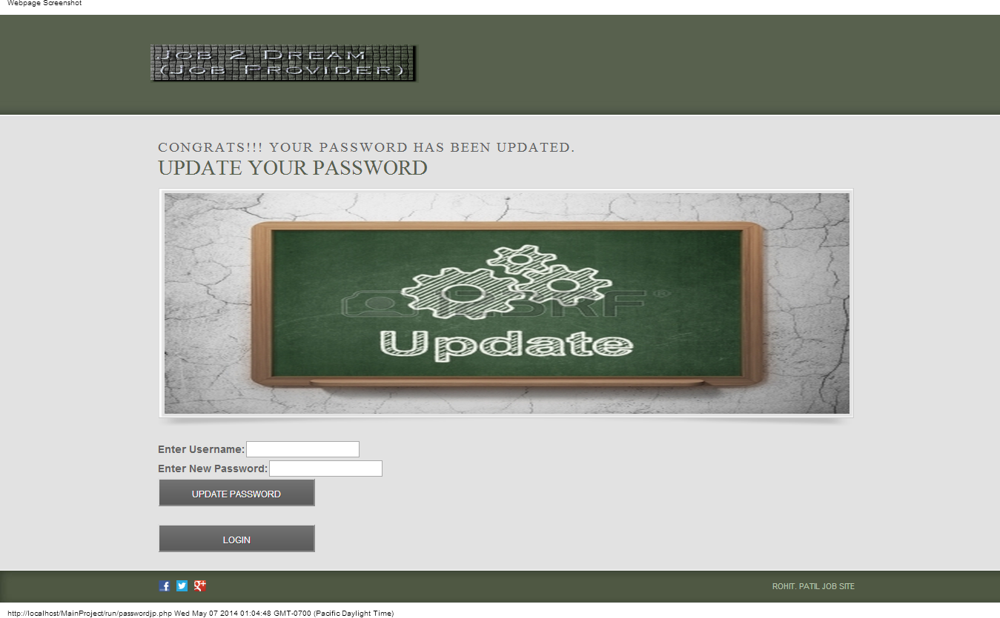 Webpage Screenshot
Job 2 Dream
(Job Provider)
CONGRATS!!! YOUR PASSWORD HAS BEEN UPDATED.
UPDATE YOUR PASSWORD
123RF®
Update
Enter Username:
Enter New Password:
UPDATE PASSWORD
LOGIN
ROHIT. PATIL JOB SITE
http://localhost/MainProject/run/passwordjp.php Wed May 07 2014 01:04:48 GMT-0700 (Pacific Daylight Time)